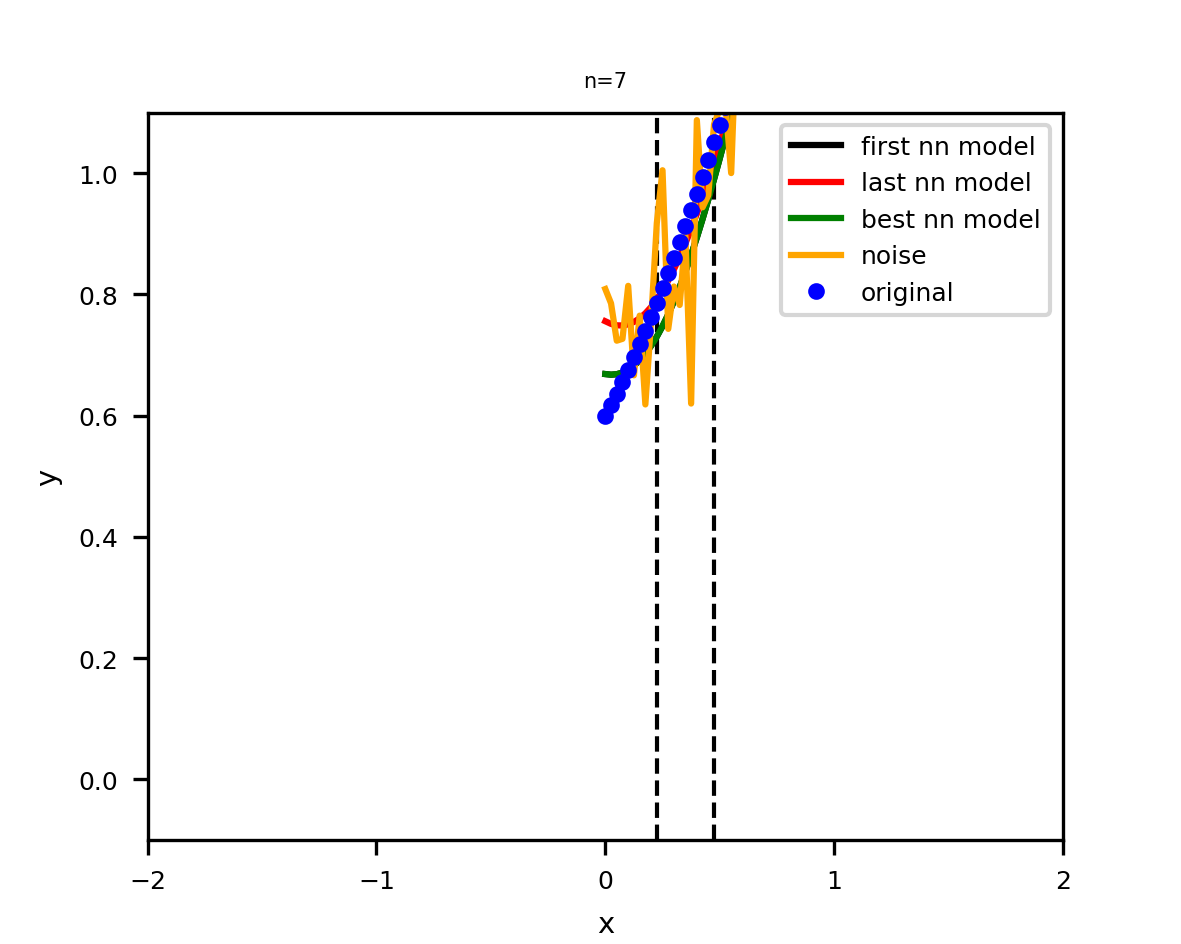 n=7
first nn model
last nn model
best nn model
noise
original
1.0
0.8
0.6
0.4
0.2
0.0
y
−2 −1 0 1 2
x